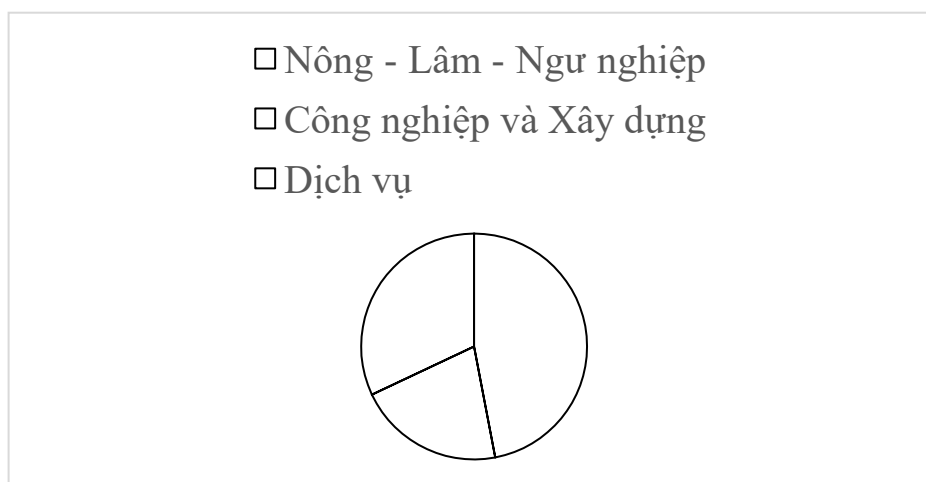 Nông - Lâm - Ngư nghiệp
Công nghiệp và Xây dựng
Dịch vụ